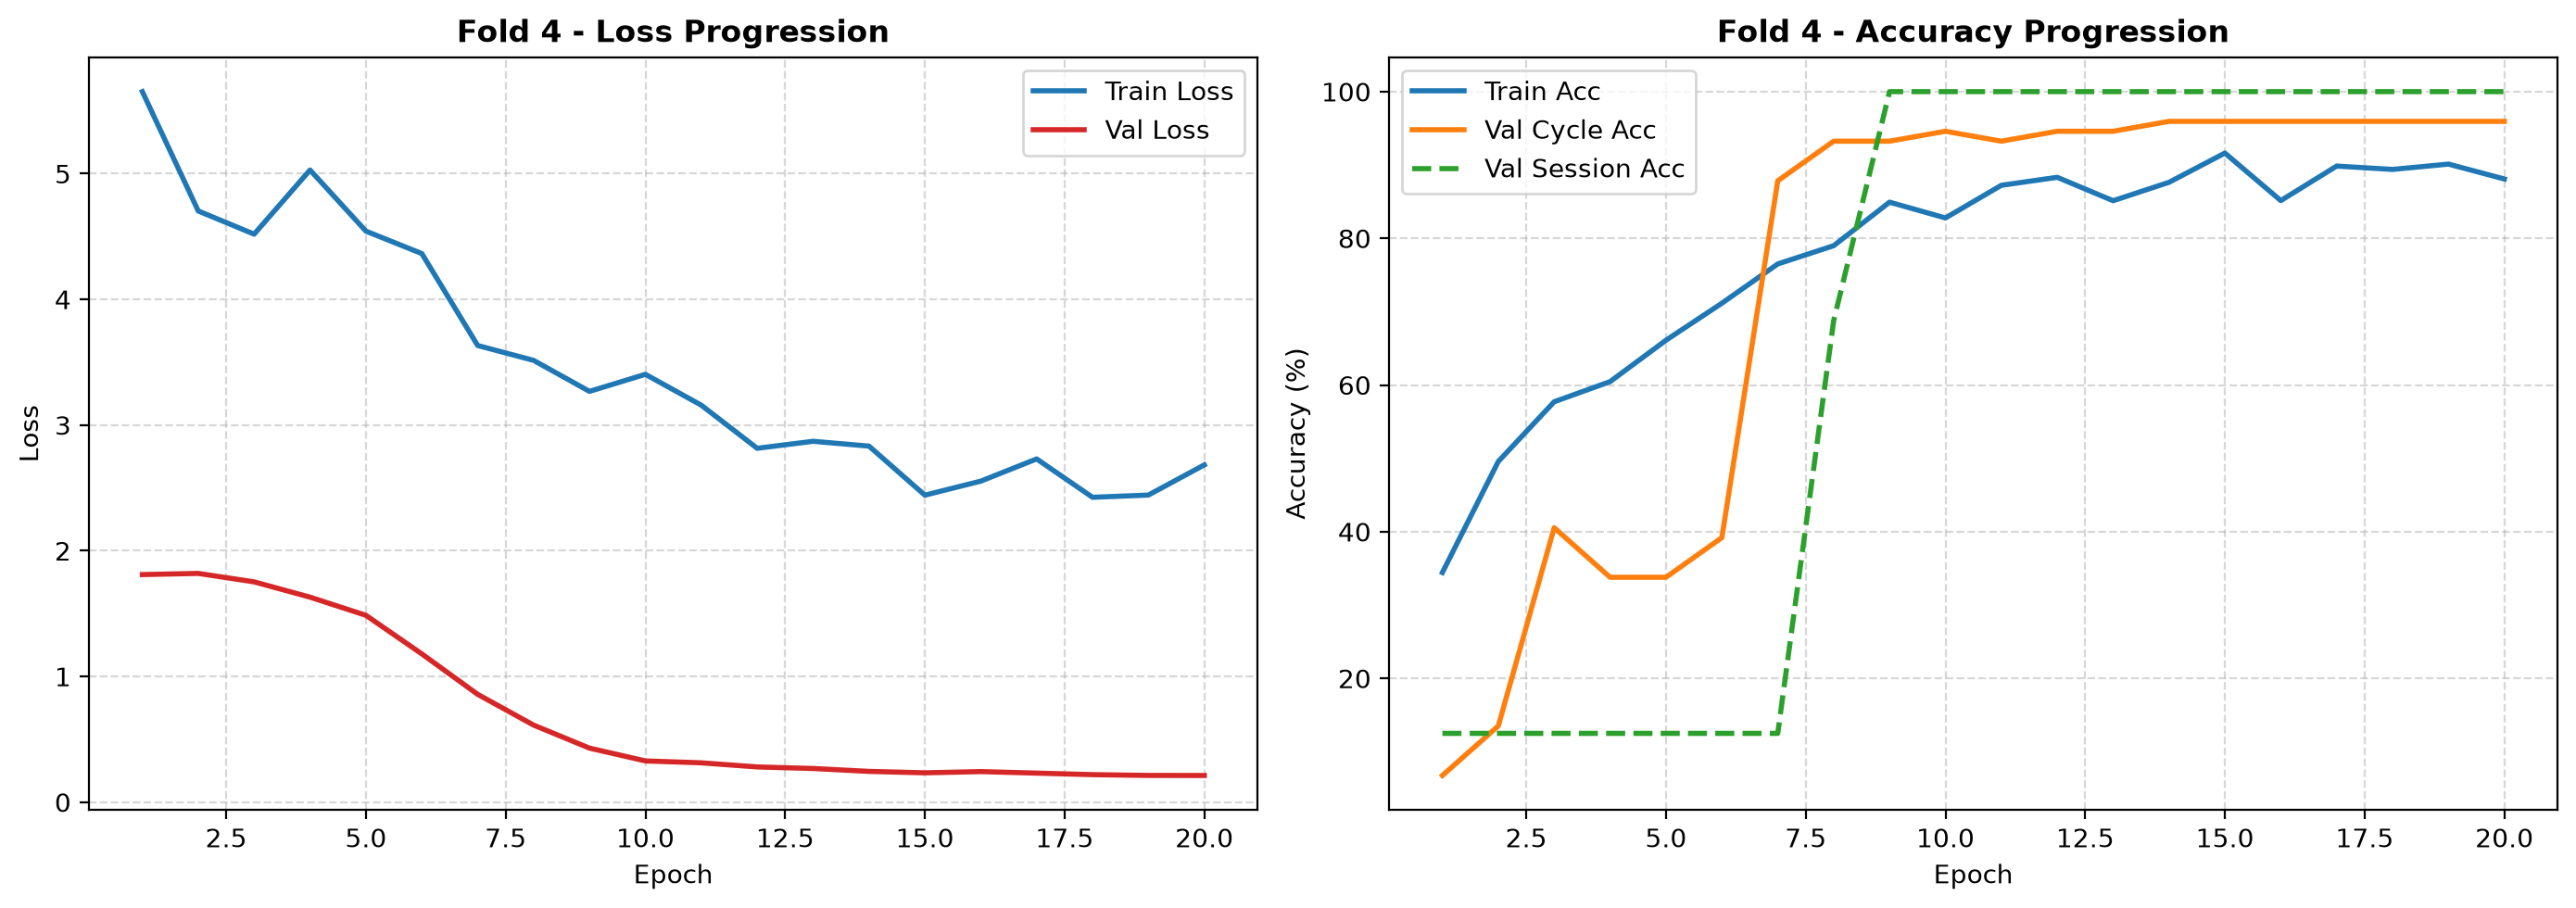 Fold 4 - Loss Progression
Train Loss
Val Loss
Loss
5
4
3
2
1
0
2.5 5.0 7.5 10.0 12.5 15.0 17.5 20.0
Epoch
Fold 4 - Accuracy Progression
Train Acc
Val Cycle Acc
Val Session Acc
Accuracy (%)
100
80
60
40
20
2.5 5.0 7.5 10.0 12.5 15.0 17.5 20.0
Epoch